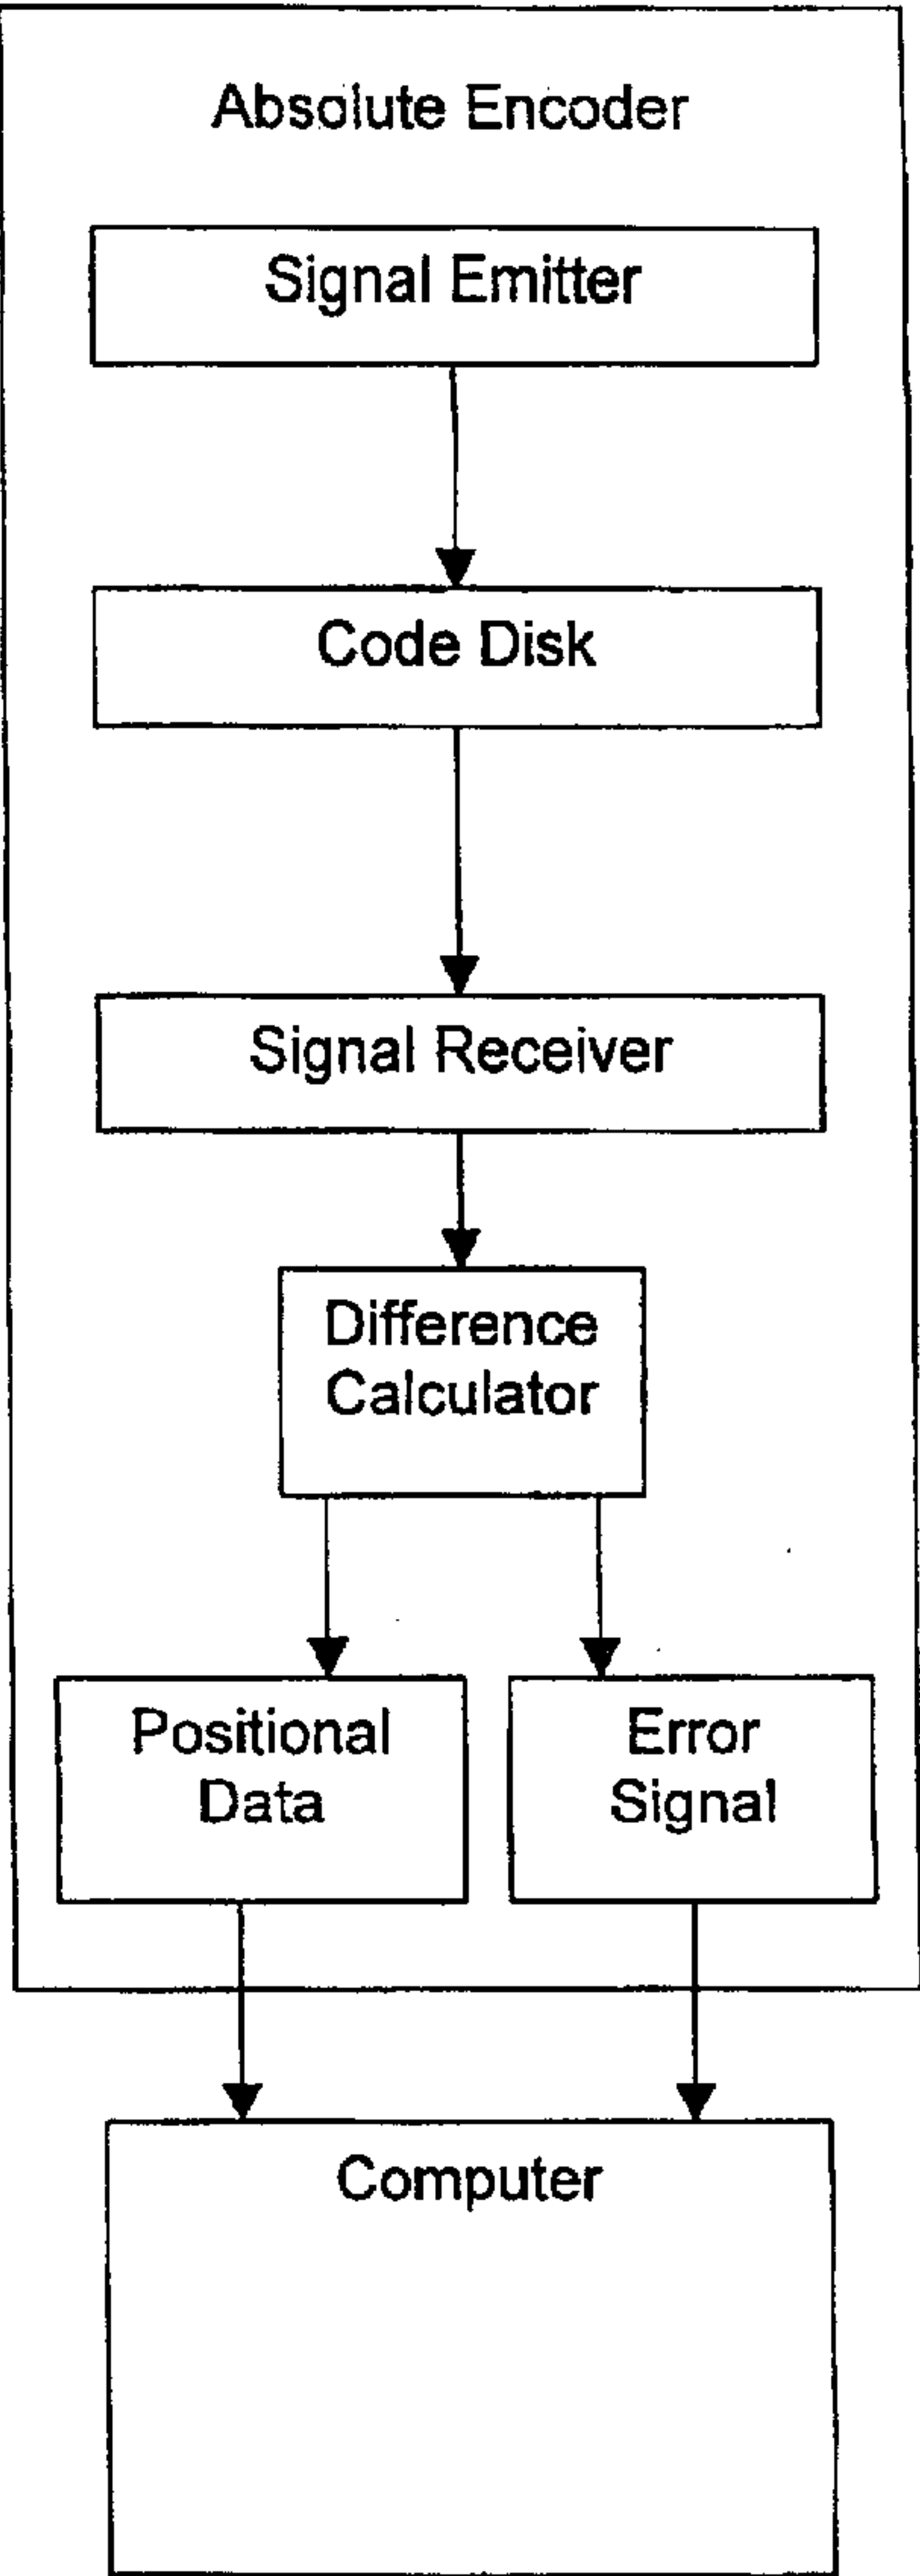 Absolute Encoder
Signal Emitter
Code Disk
Signal Receiver
Difference
Calculator
Positional
Data
Error
Signal
Computer